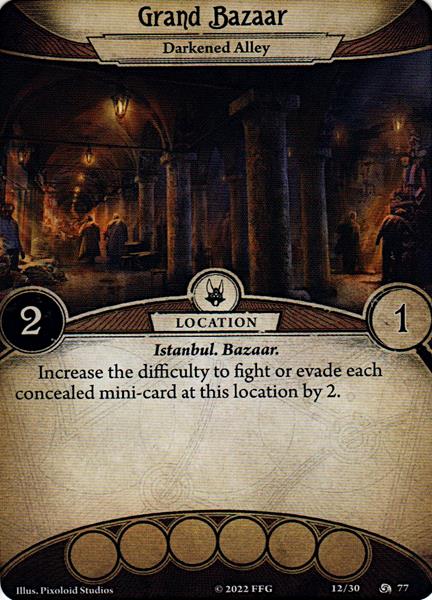 Grand Bazaar
Darkened Alley
2
1
LOCATION
Istanbul. Bazaar.
Increase the difficulty to fight or evade each
concealed mini-card at this location by 2.
Illus. Pixoloid Studios © 2022 FFG 12/30 77